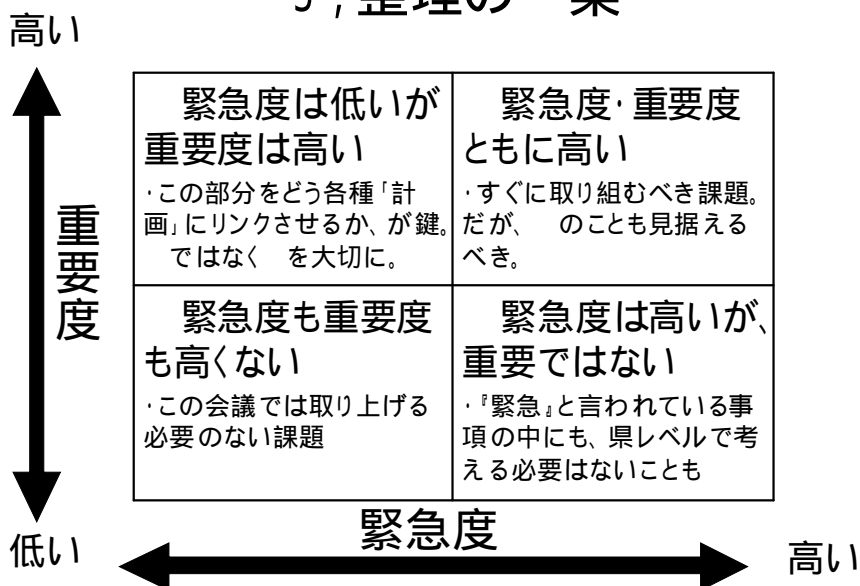 整理の
高い
緊急度は低いが
重要度は高い
・この部分をどう各種「計
画」にリンクさせるか、が鍵。
ではなく を大切に。
緊急度・重要度
ともに高い
・すぐに取り組むべき課題。
だが、 のことも見据える
べき。
重要度
緊急度も重要度
も高くない
・この会議では取り上げる
必要のない課題
緊急度は高いが、
重要ではない
・『緊急』と言われている事
項の中にも、県レベルで考
える必要はないことも
低い
緊急度
高い